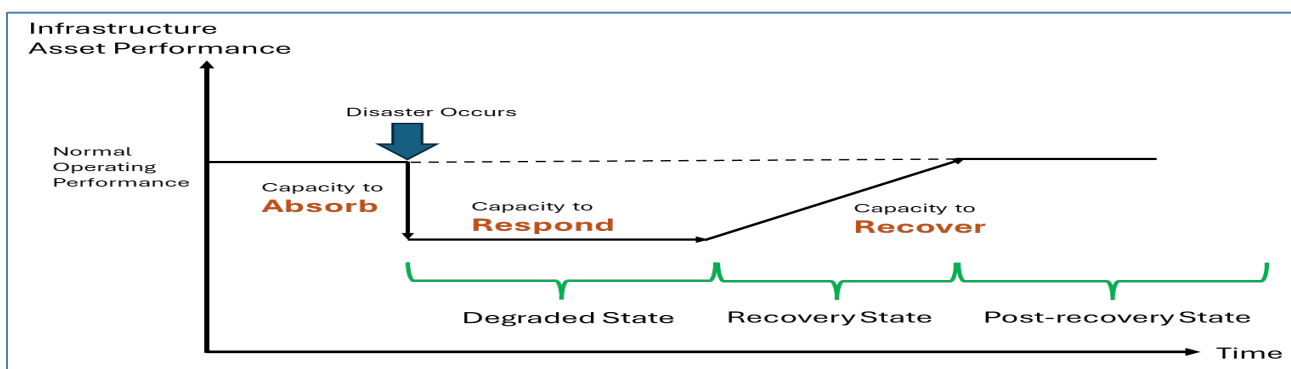 Infrastructure
Asset Performance
Disaster Occurs
Normal
Operating
Performance
Capacity to
Absorb
Capacity to
Respond
Capacity to
Recover
Degraded State
Recovery State
Post-recovery State
Time